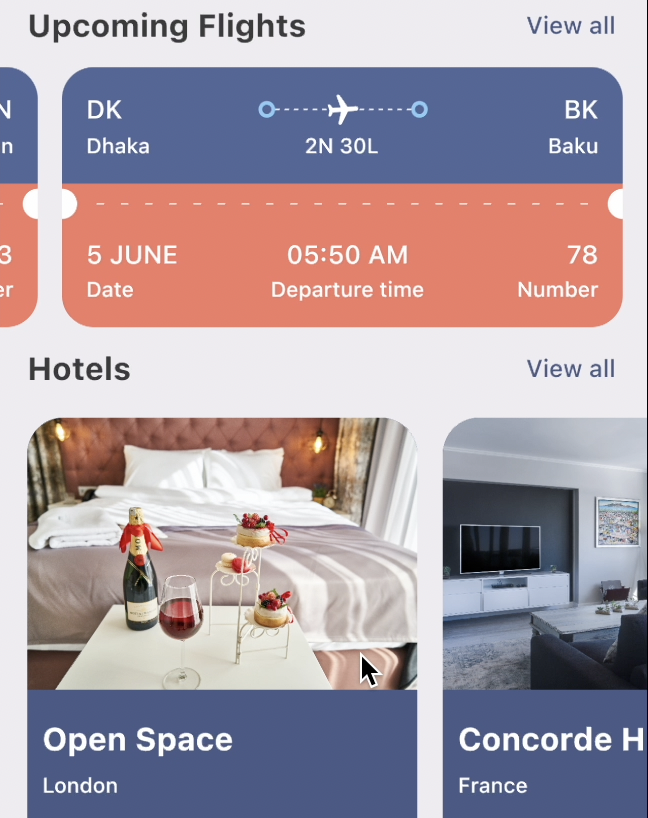 Upcoming Flights View all
N DK BK
n Dhaka 2N 30L Baku
3 5 JUNE 05:50 AM 78
er Date Departure time Number
Hotels View all
Open Space Concorde H
London France